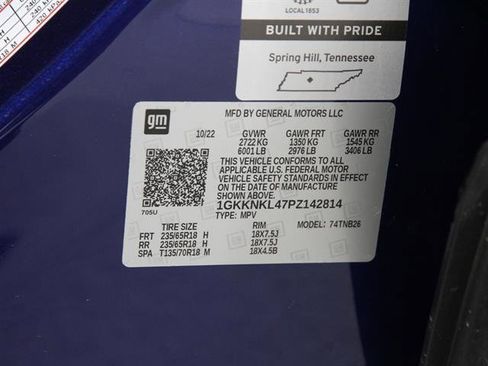 LOCAL1853
BUILT WITH PRIDE
Spring Hill, Tennessee
gm
MFD BY GENERAL MOTORS LLC
10/22 GVWR GAWR FRT GAWR RR
2722 KG 1350 KG 1545 KG
6001 LB 2976 LB 3406 LB
THIS VEHICLE CONFORMS TO ALL
APPLICABLE U.S. FEDERAL MOTOR
VEHICLE SAFETY STANDARDS IN EFFECT
ON THE DATE OF MANUFACTURE
SHOWN ABOVE.
1GKKNKL47PZ142814
705U TYPE: MPV
TIRE SIZE RIM MODEL: 74TNB26
FRT 235/65R18 H 18X7.5J
RR 235/65R18 H 18X7.5J
SPA T135/70R18 M 18X4.5B